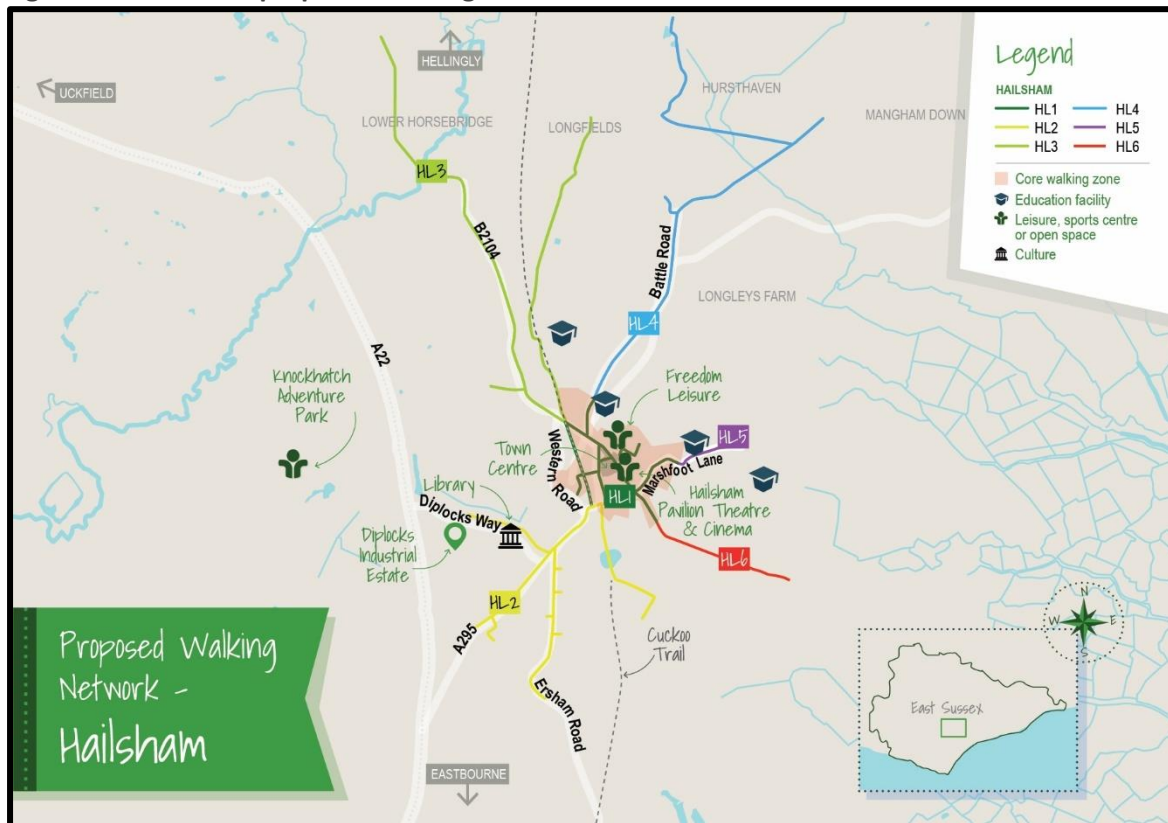 HELLINGLY
UCKFIELD
LOWER HORSEBRIDGE
LONGFIELDS
HURSTHAVEN
MANGHAM DOWN
Legend
HAILSHAM
HL1
HL4
HL2
HL5
HL3
HL6
Core walking zone
Education facility
Leisure, sports centre
or open space
Culture
HL3
B2104
Battle Road
LONGLEYS FARM
HL4
A22
Knockhatch
Adventure
Park
Freedom
Leisure
Town
Centre
Western Road
HL5
Marshfoot Lane
HL1
Hailsham
Pavilion Theatre
& Cinema
Library
Diplocks Way
Diplocks
Industrial
Estate
HL6
HL2
A295
Ersham Road
Cuckoo
Trail
Proposed Walking
Network -
Hailsham
EASTBOURNE
N
W
E
S
East Sussex